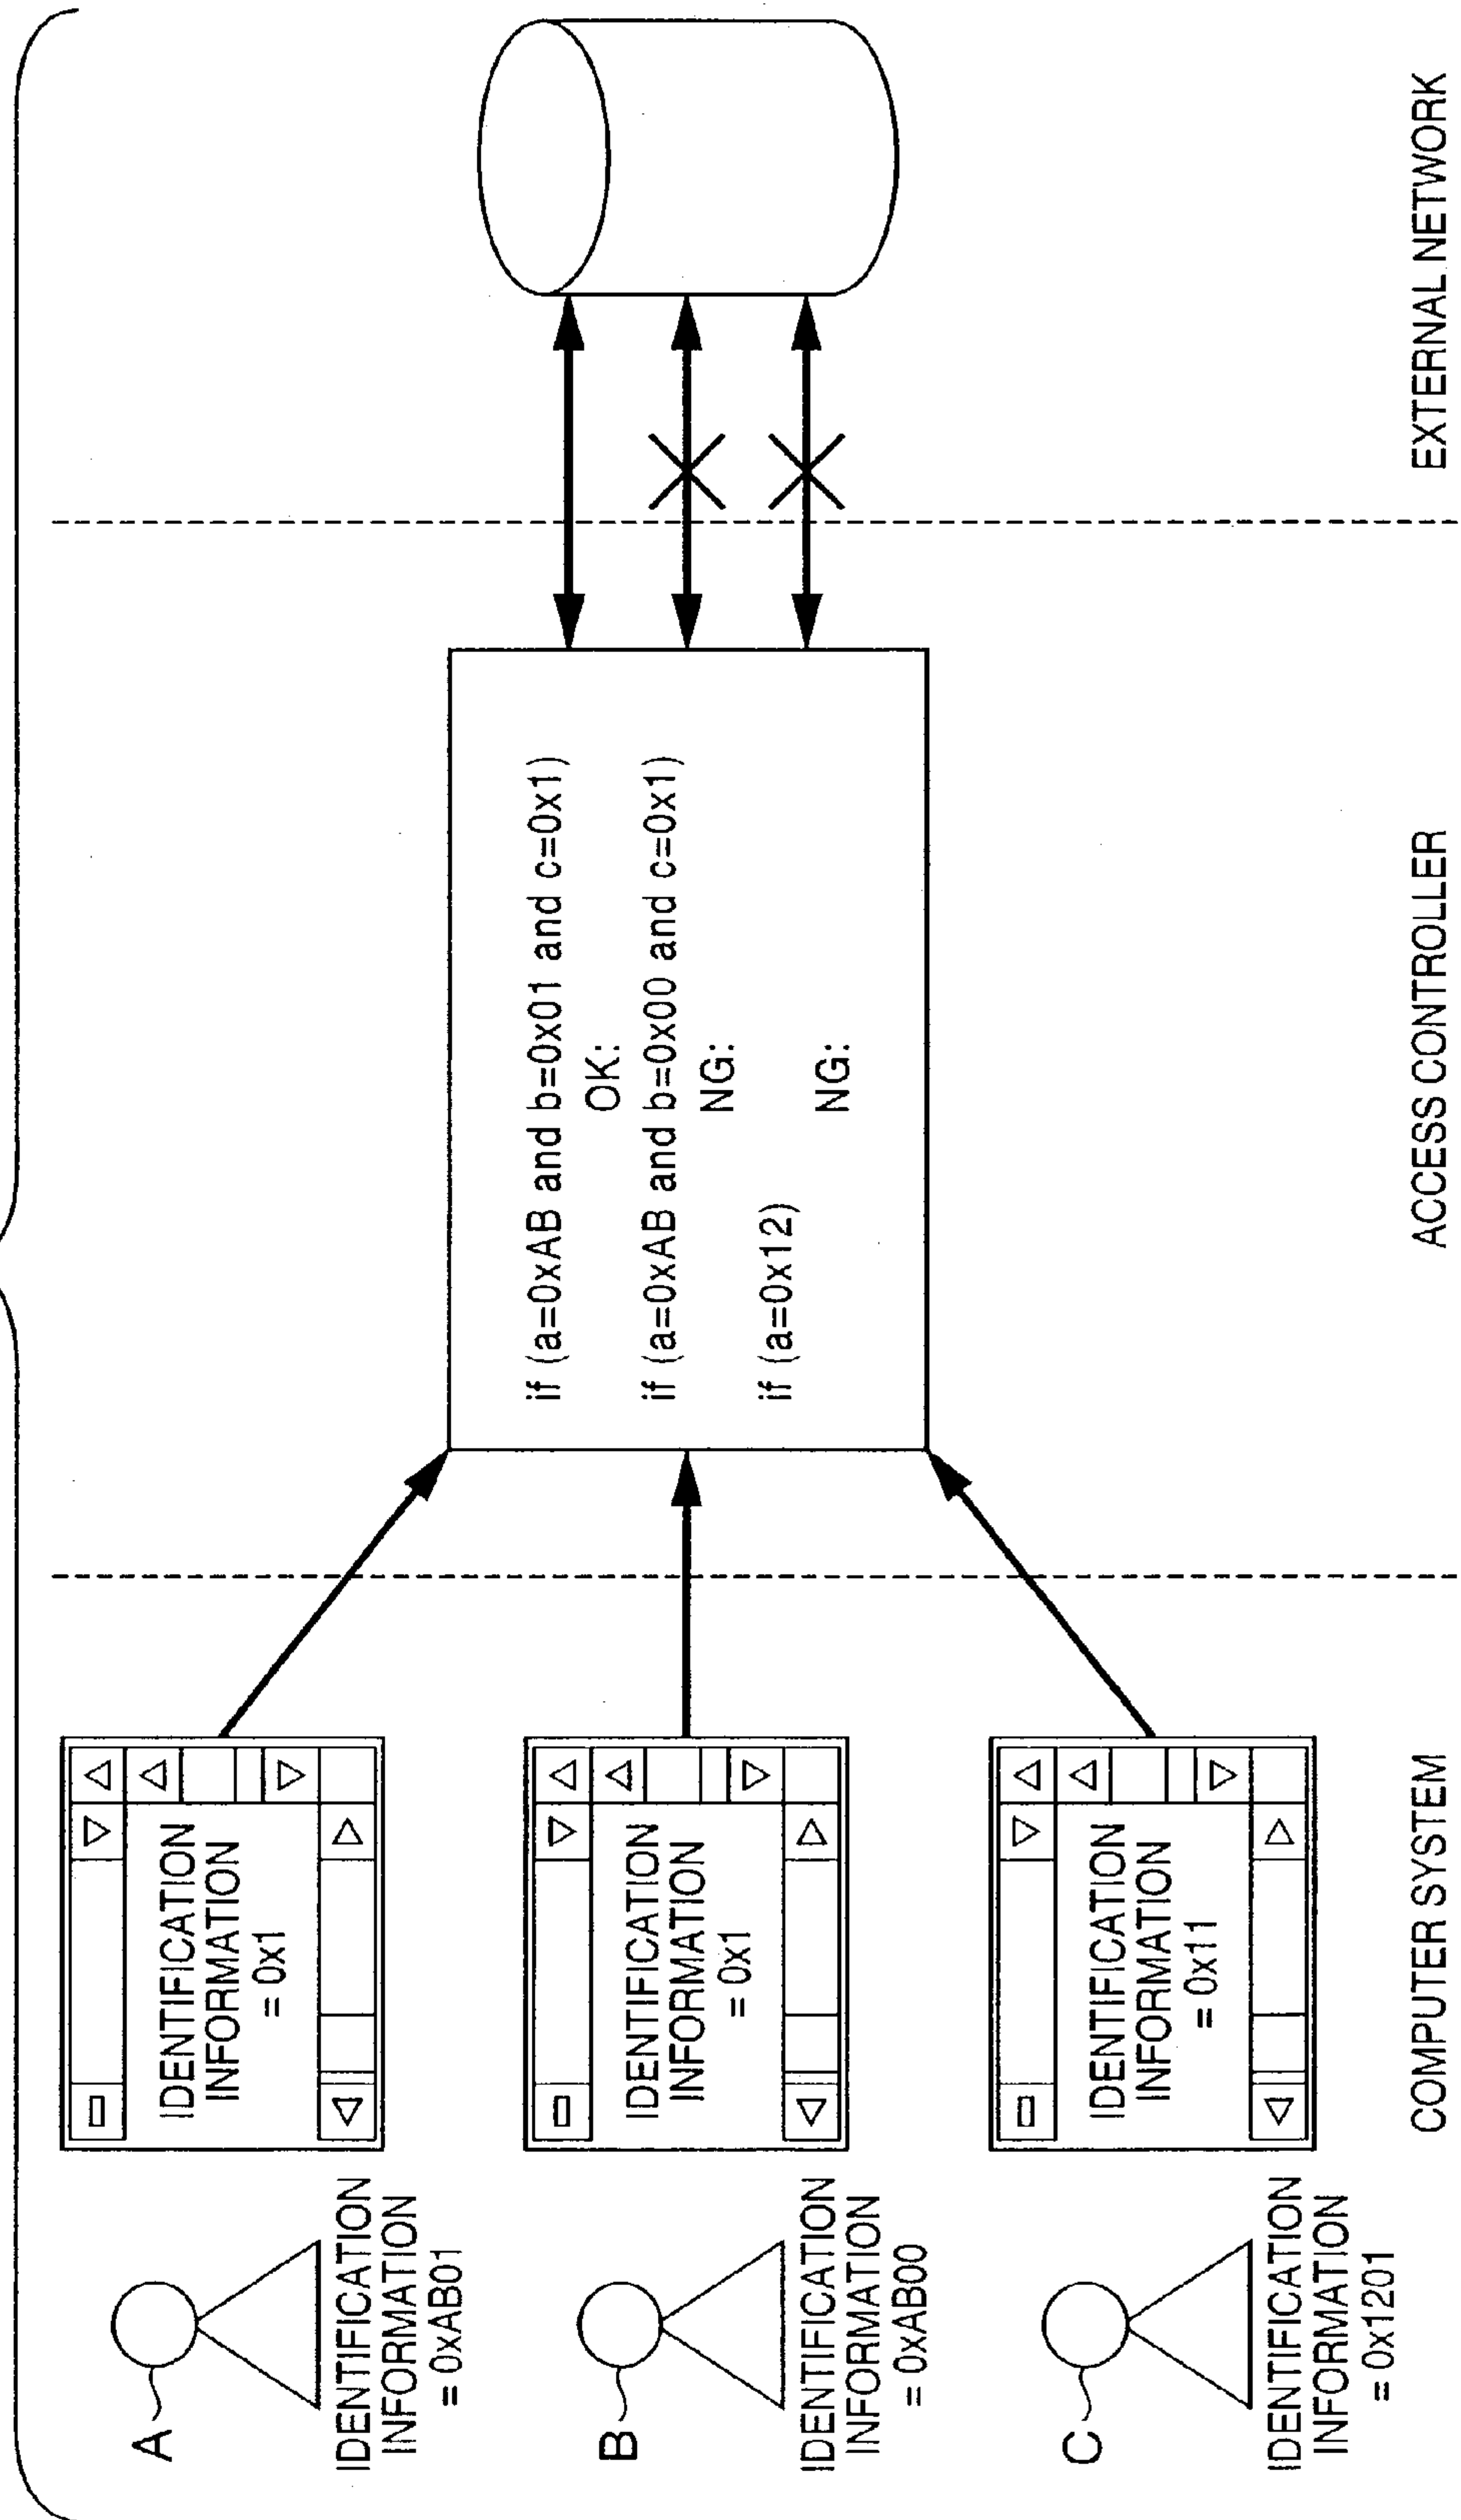 A
IDENTIFICATION
INFORMATION
= 0xAB01
IDENTIFICATION
INFORMATION
= 0x1
B
IDENTIFICATION
INFORMATION
= 0xAB00
IDENTIFICATION
INFORMATION
= 0x1
C
IDENTIFICATION
INFORMATION
= 0x1201
IDENTIFICATION
INFORMATION
= 0x11
if (a=0xAB and b=0x01 and c=0x1)
OK:
if (a=0xAB and b=0x00 and c=0x1)
NG:
if (a=0x12)
NG:
COMPUTER SYSTEM
ACCESS CONTROLLER
EXTERNAL NETWORK